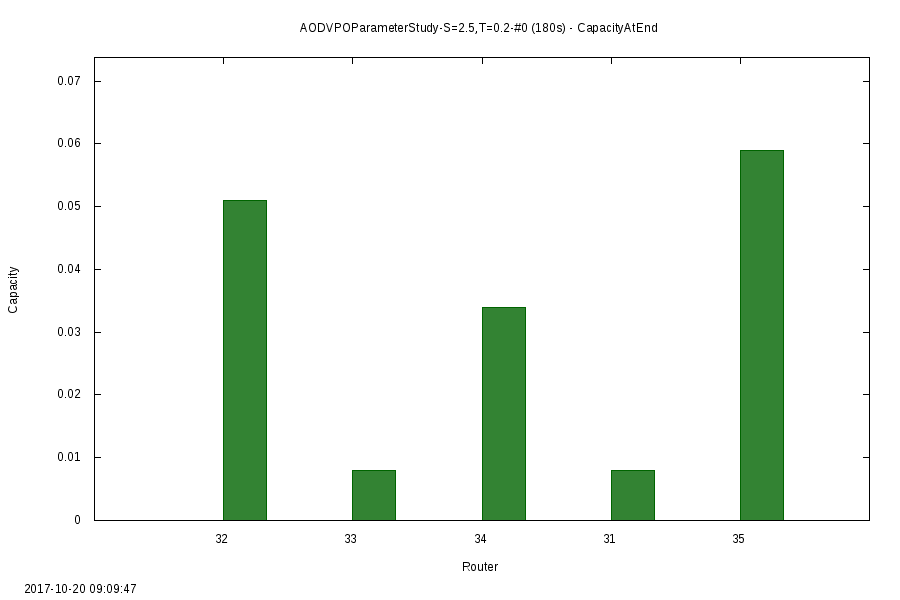 AODVPOParameterStudy-S=2.5,T=0.2-#0 (180s) - CapacityAtEnd
0.07
0.06
0.05
0.04
0.03
0.02
0.01
0
Capacity
32 33 34 31 35
Router
2017-10-20 09:09:47